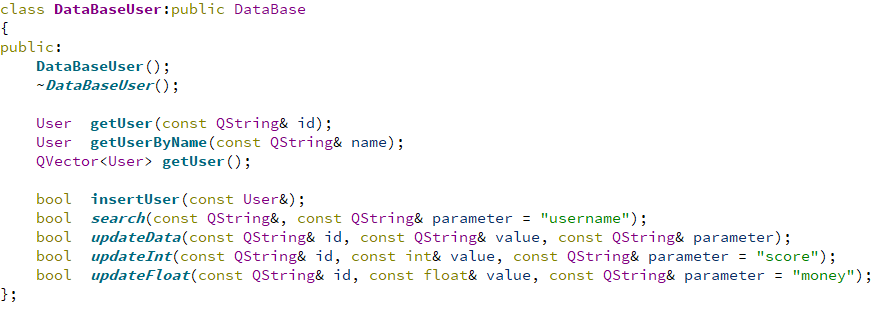 class DataBaseUser:public DataBase
{
public:
    DataBaseUser();
    ~DataBaseUser();

    User  getUser(const QString& id);
    User  getUserByName(const QString& name);
    QVector<User> getUser();

    bool  insertUser(const User&);
    bool  search(const QString&, const QString& parameter = "username");
    bool  updateData(const QString& id, const QString& value, const QString& parameter);
    bool  updateInt(const QString& id, const int& value, const QString& parameter = "score");
    bool  updateFloat(const QString& id, const float& value, const QString& parameter = "money");
};